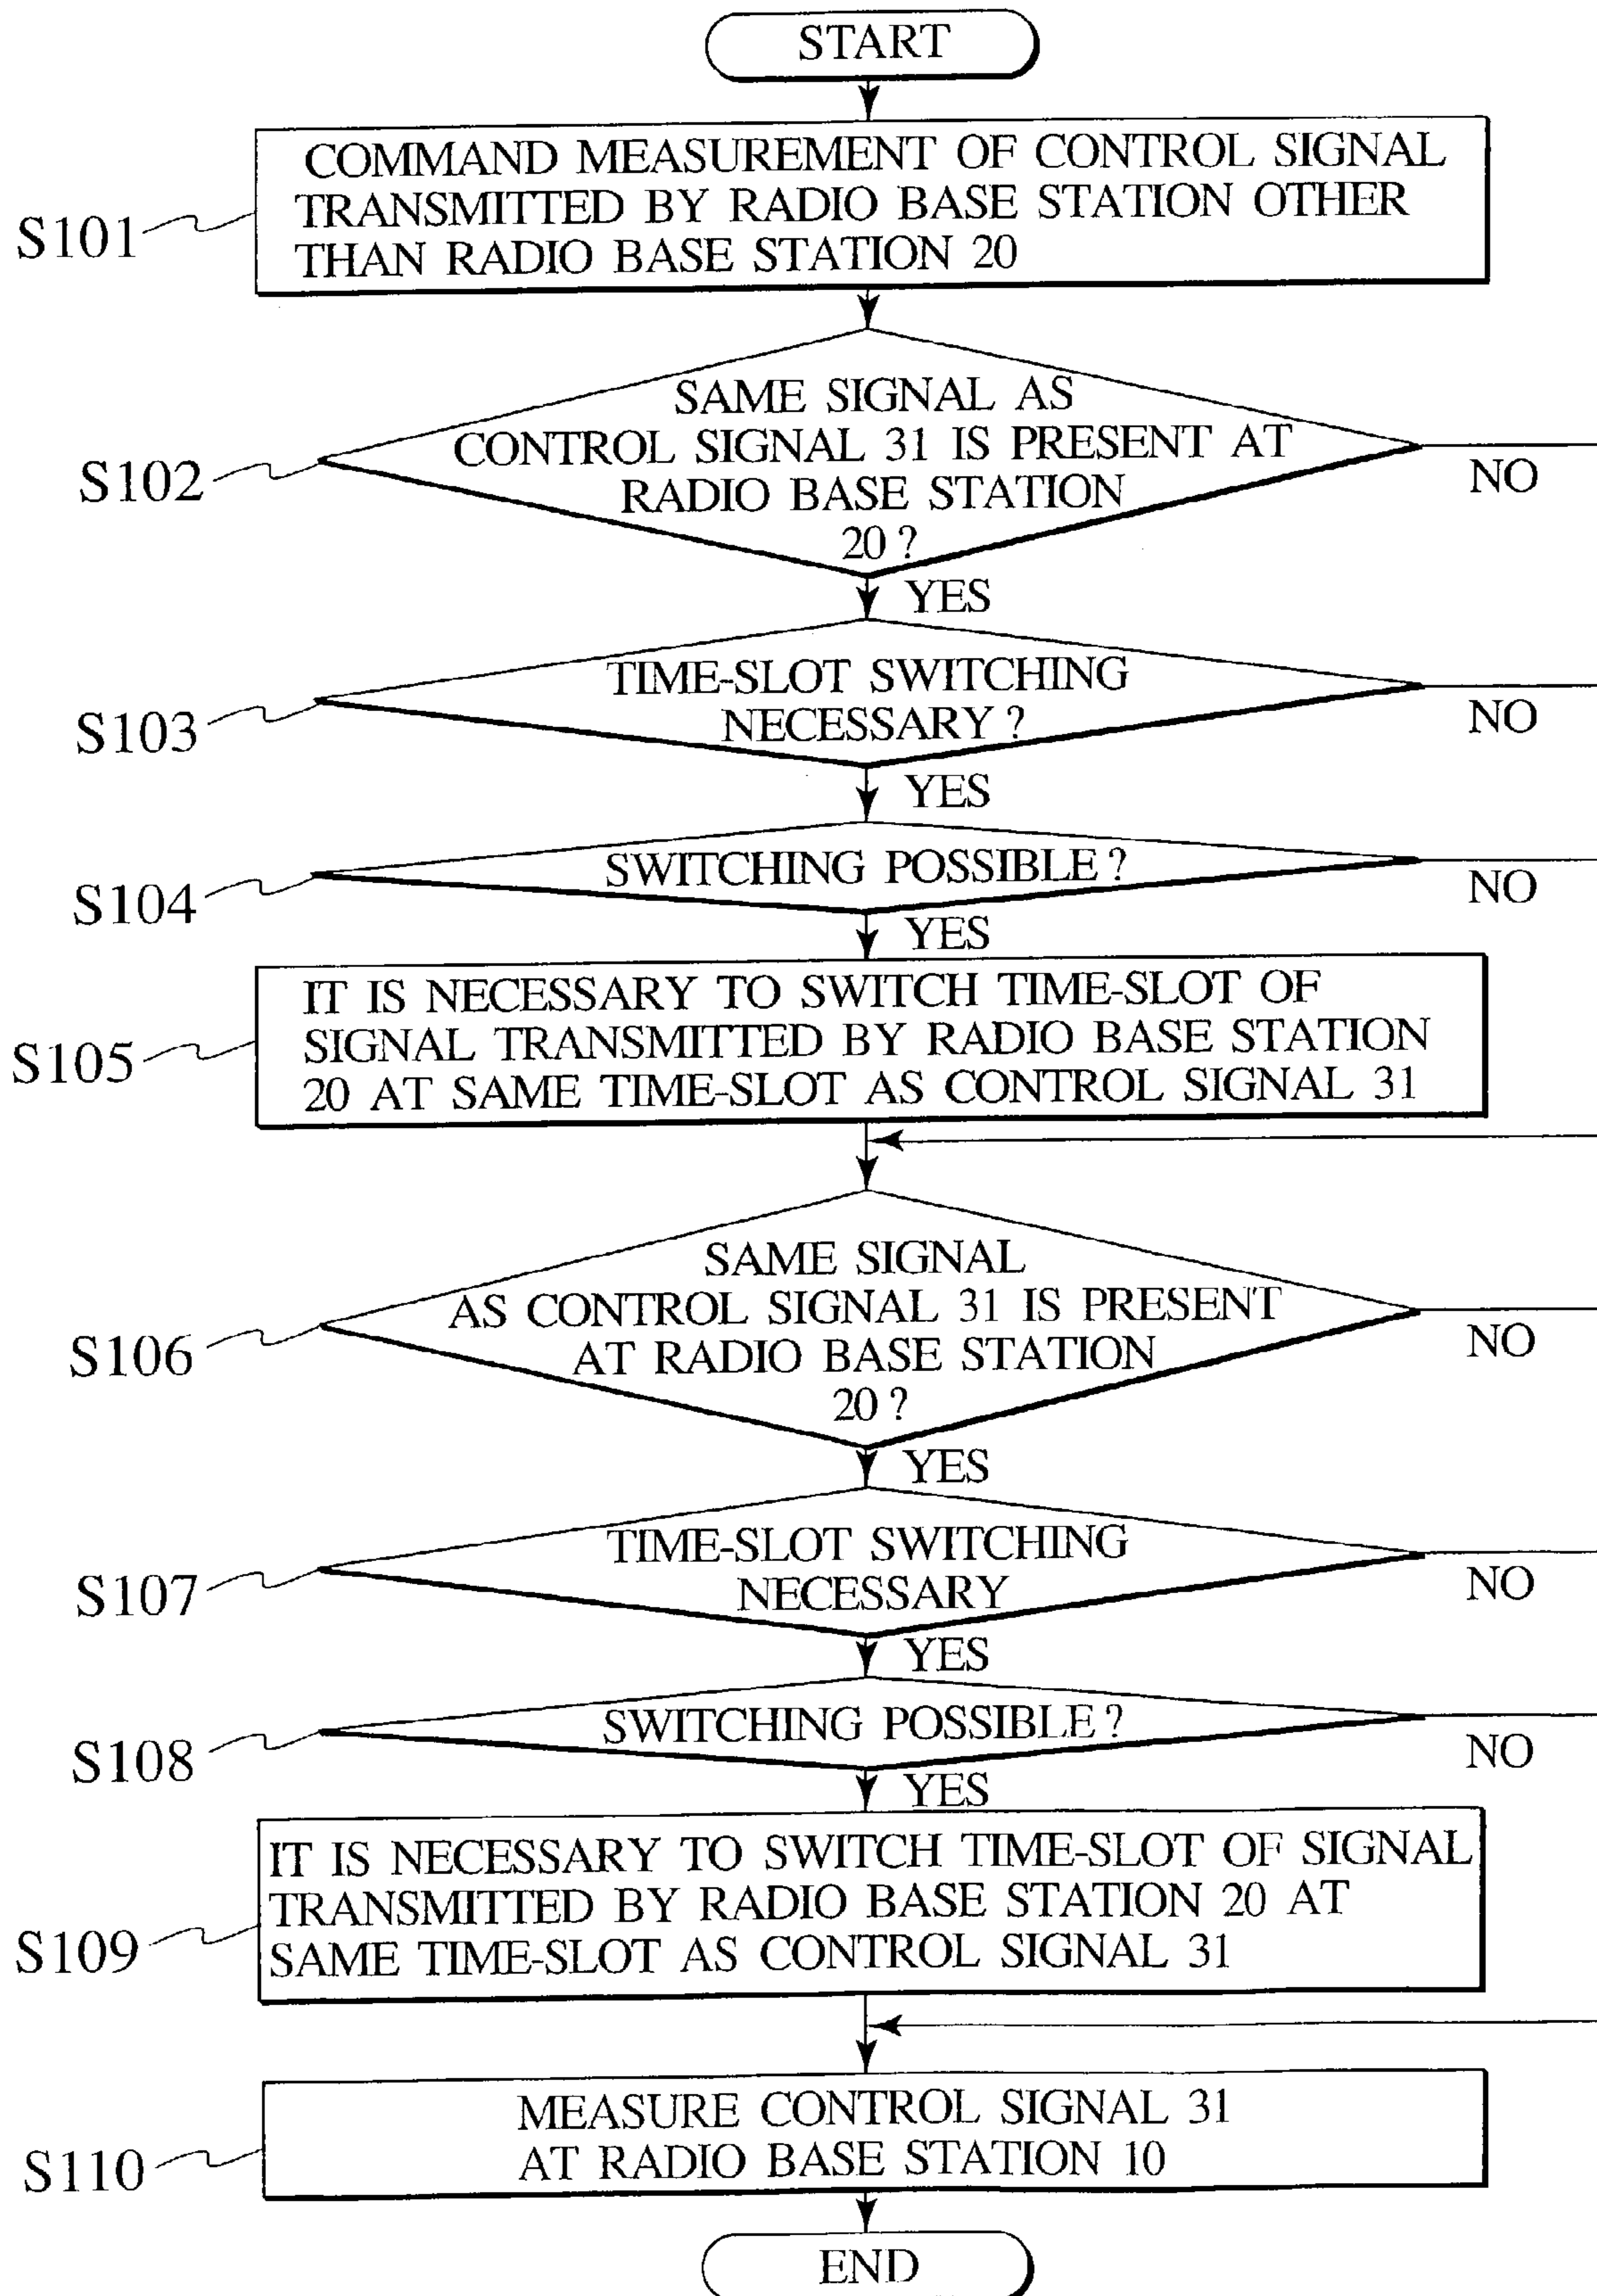 START
COMMAND MEASUREMENT OF CONTROL SIGNAL
TRANSMITTED BY RADIO BASE STATION OTHER
THAN RADIO BASE STATION 20
S101
SAME SIGNAL AS
CONTROL SIGNAL 31 IS PRESENT AT
RADIO BASE STATION
20 ?
S102
NO
YES
TIME-SLOT SWITCHING
NECESSARY ?
S103
NO
YES
SWITCHING POSSIBLE ?
S104
NO
YES
IT IS NECESSARY TO SWITCH TIME-SLOT OF
SIGNAL TRANSMITTED BY RADIO BASE STATION
20 AT SAME TIME-SLOT AS CONTROL SIGNAL 31
S105
SAME SIGNAL
AS CONTROL SIGNAL 31 IS PRESENT
AT RADIO BASE STATION
20 ?
S106
NO
YES
TIME-SLOT SWITCHING
NECESSARY
S107
NO
YES
SWITCHING POSSIBLE ?
S108
NO
YES
IT IS NECESSARY TO SWITCH TIME-SLOT OF SIGNAL
TRANSMITTED BY RADIO BASE STATION 20 AT
SAME TIME-SLOT AS CONTROL SIGNAL 31
S109
MEASURE CONTROL SIGNAL 31
AT RADIO BASE STATION 10
S110
END